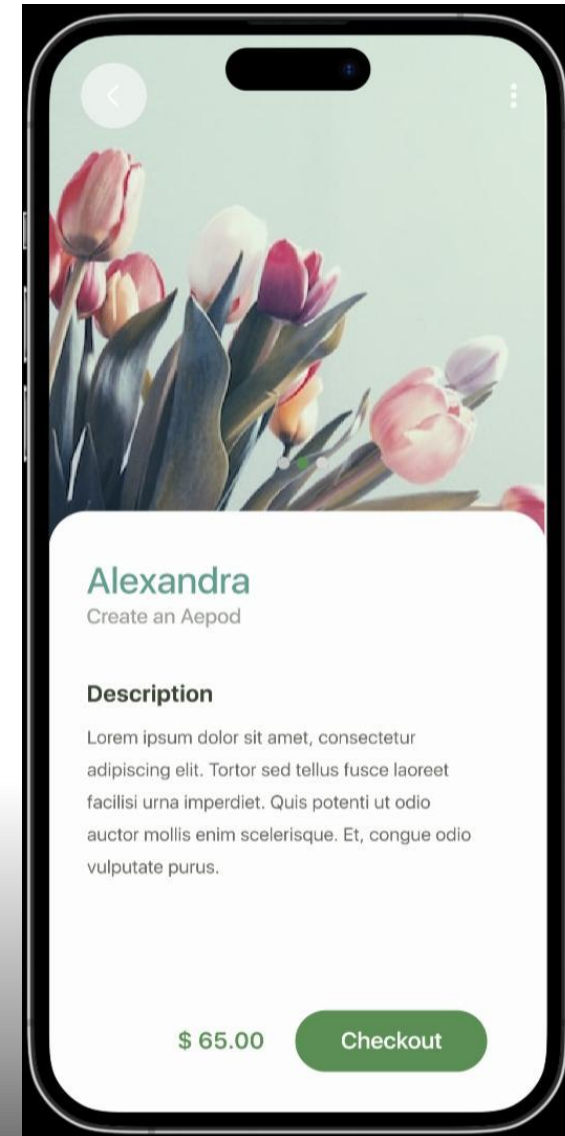 Alexandra
Create an Aepod
Description
Lorem ipsum dolor sit amet, consectetur
adipiscing elit. Tortor sed tellus fusce laoreet
facilisi urna imperdiet. Quis potenti ut odio
auctor mollis enim scelerisque. Et, congue odio
vulputate purus.
$ 65.00 Checkout